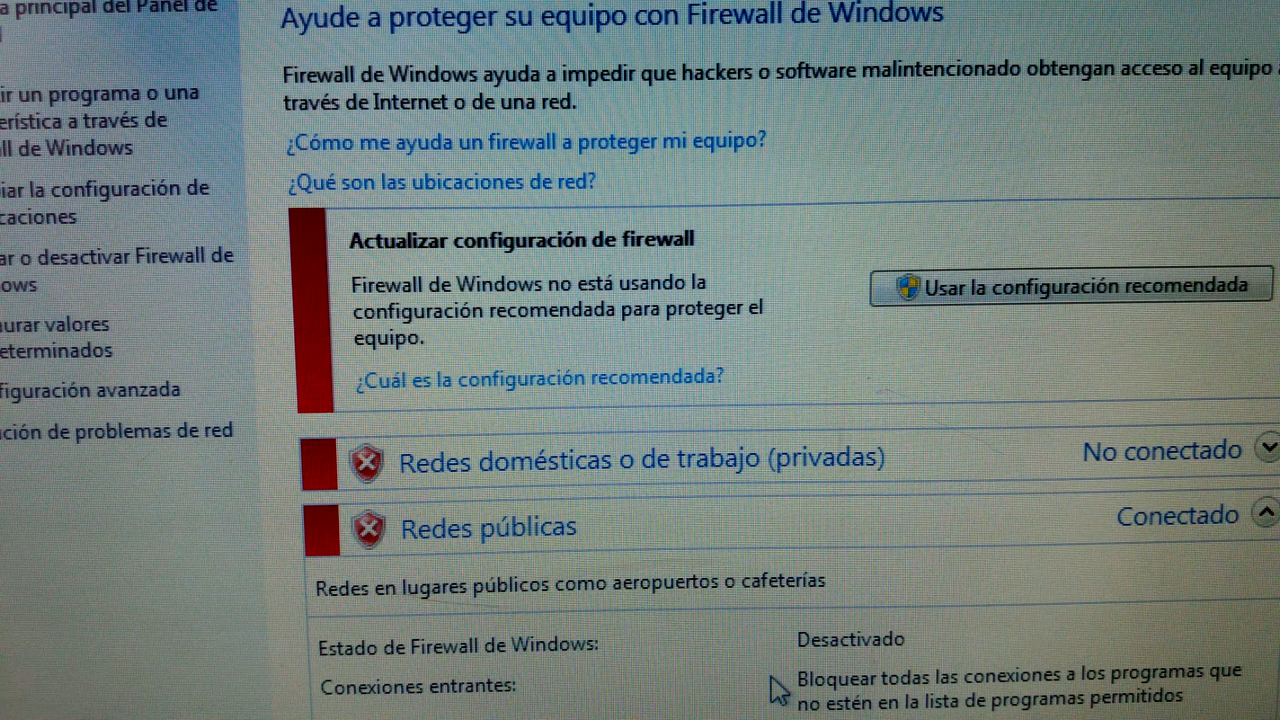 a principal del Panel de
ir un programa o una
erística a través de
ll de Windows
iar la configuración de
caciones
ar o desactivar Firewall de
ows
urar valores
eterminados
figuración avanzada
ción de problemas de red
Ayude a proteger su equipo con Firewall de Windows
Firewall de Windows ayuda a impedir que hackers o software malintencionado obtengan acceso al equipo a
través de Internet o de una red.
¿Cómo me ayuda un firewall a proteger mi equipo?
¿Qué son las ubicaciones de red?
Actualizar configuración de firewall
Firewall de Windows no está usando la
configuración recomendada para proteger el
equipo.
Usar la configuración recomendada
¿Cuál es la configuración recomendada?
Redes domésticas o de trabajo (privadas) No conectado
Redes públicas Conectado
Redes en lugares públicos como aeropuertos o cafeterías
Estado de Firewall de Windows: Desactivado
Conexiones entrantes: Bloquear todas las conexiones a los programas que
no estén en la lista de programas permitidos